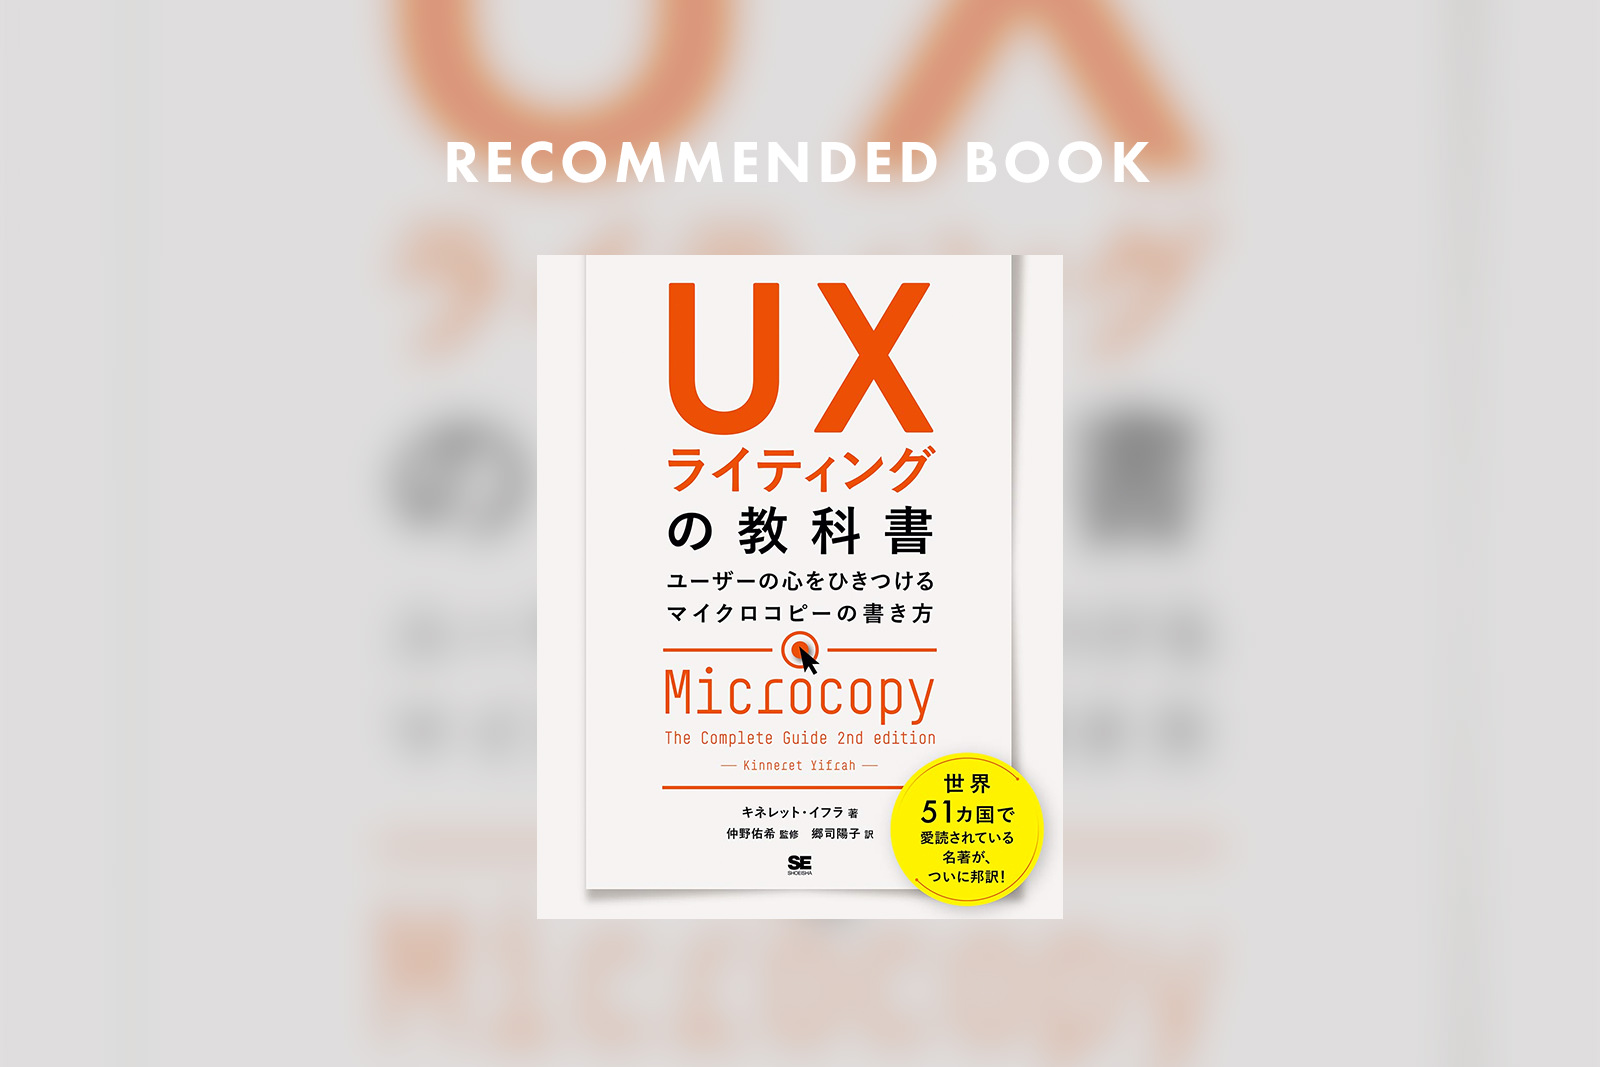 RECOMMENDED BOOK
UX
ライティング
の教科書
ユーザーの心をひきつける
マイクロコピーの書き方
Microcopy
The Complete Guide 2nd edition
Kinneret Yifrah
キネレット・イフラ 著
仲野佑希 監修 郷司陽子 訳
SE
SHOEISHA
世界
51カ国で
愛読されている
名著が、
ついに邦訳!